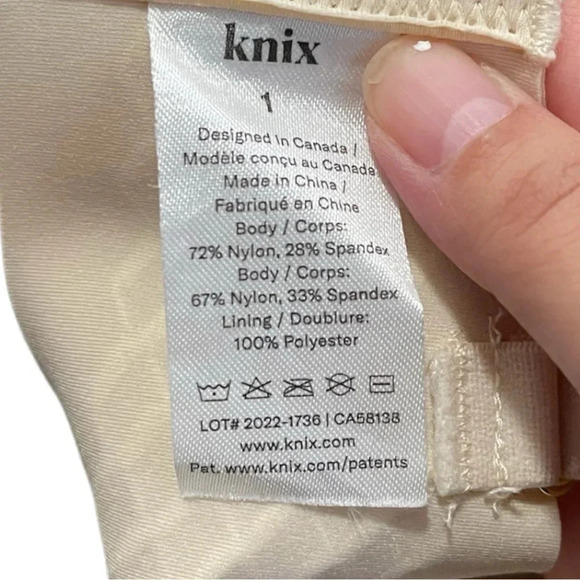 knix
1
Designed in Canada /
Modèle conçu au Canada
Made in China /
Fabriqué en Chine
Body / Corps:
72% Nylon, 28% Spandex
Body / Corps:
67% Nylon, 33% Spandex
Lining / Doublure:
100% Polyester
LOT# 2022-1736 | CA58138
www.knix.com
Pat. www.knix.com/patents